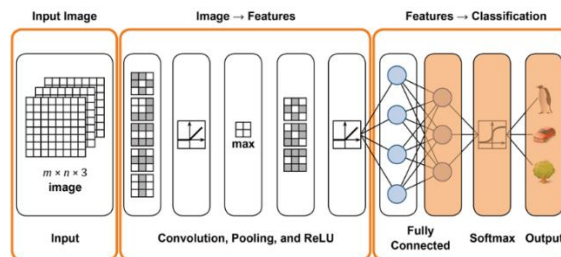 Input Image
Image → Features
Features → Classification
max
m × n × 3
image
Input
Convolution, Pooling, and ReLU
Fully
Connected
Softmax
Output